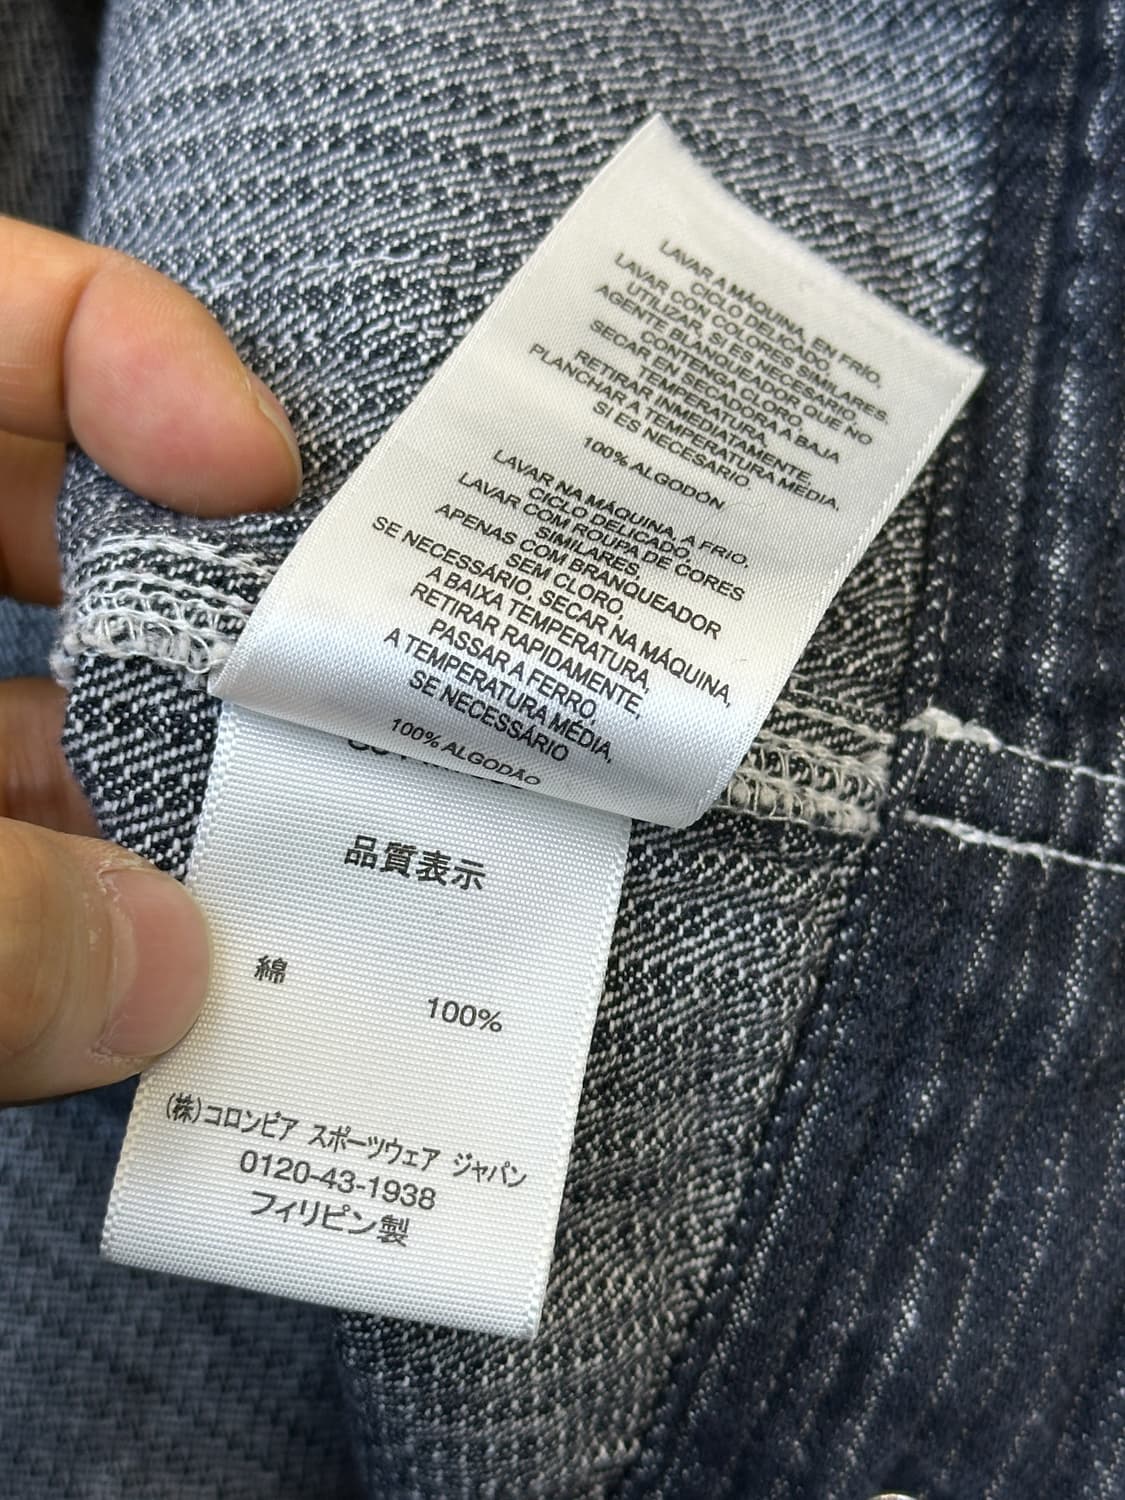 LAVAR A MÁQUINA, EN FRÍO,
CICLO DELICADO,
LAVAR CON COLORES SIMILARES.
UTILIZAR, SI ES NECESARIO,
AGENTE BLANQUEADOR QUE NO
CONTENGA CLORO,
SECAR EN SECADORA A BAJA
TEMPERATURA,
RETIRAR INMEDIATAMENTE,
PLANCHAR A TEMPERATURA MEDIA,
SI ES NECESARIO.
100% ALGODÓN
LAVAR NA MÁQUINA, A FRIO,
CICLO DELICADO,
LAVAR COM ROUPA DE CORES
SIMILARES,
APENAS COM BRANQUEADOR
SEM CLORO,
SE NECESSÁRIO, SECAR NA MÁQUINA,
A BAIXA TEMPERATURA,
RETIRAR RAPIDAMENTE,
PASSAR A FERRO,
A TEMPERATURA MÉDIA,
SE NECESSÁRIO
100% ALGODÃO
品質表示
綿
100%
(株)コロンビア スポーツウェア ジャパン
0120-43-1938
フィリピン製